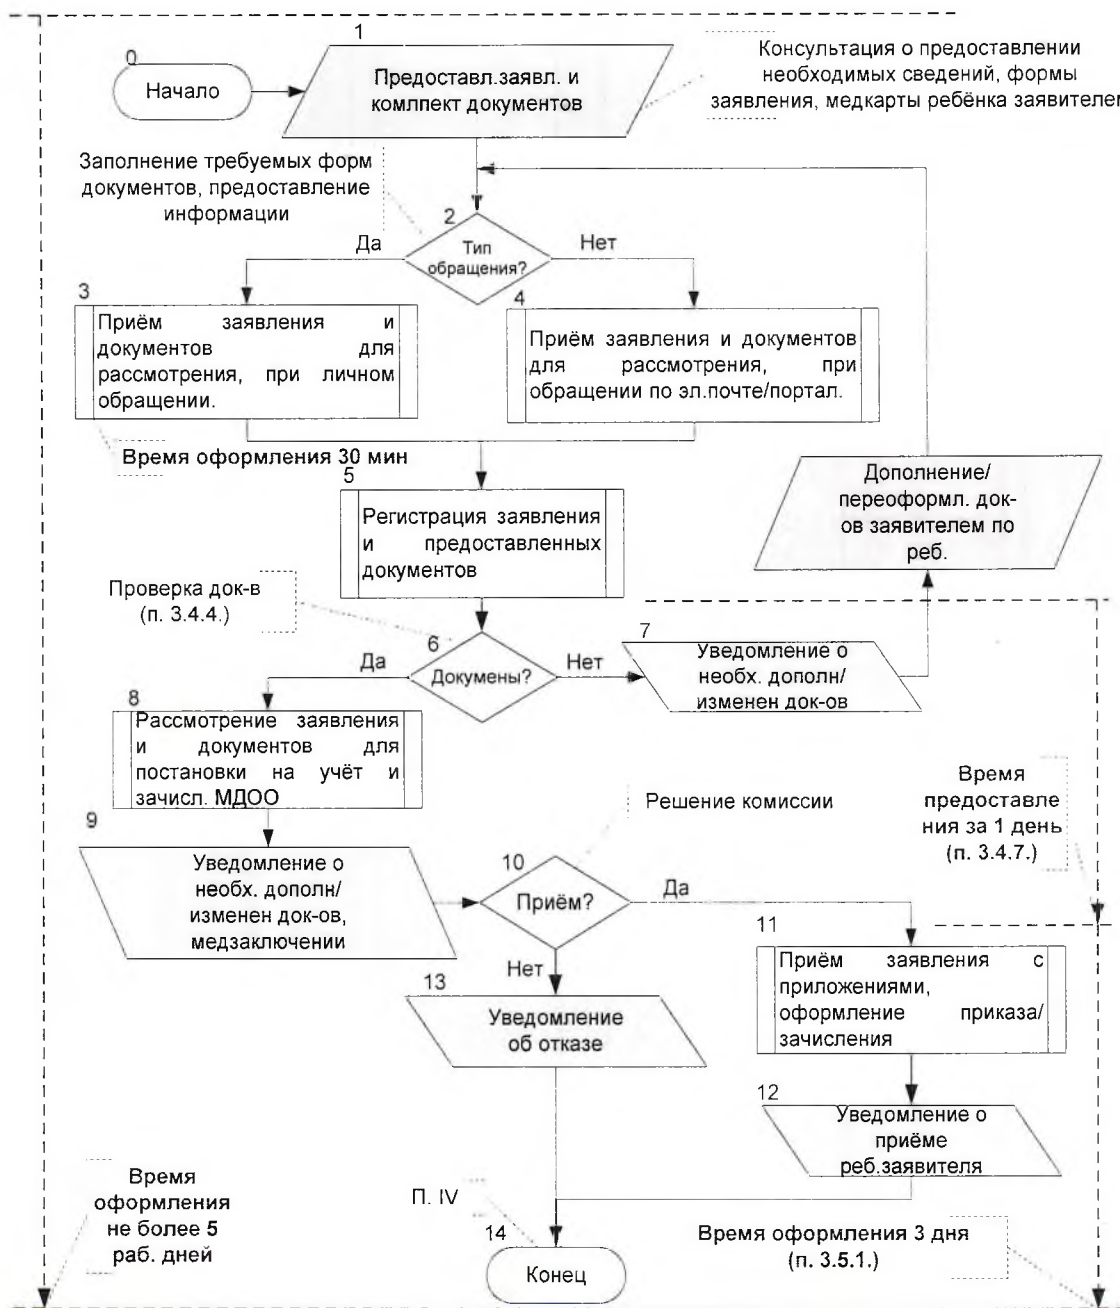 0
Начало
1
Предоставл.заявл. и
комлпект документов
Консультация о предоставлении
необходимых сведений, формы
заявления, медкарты ребёнка заявителем
Заполнение требуемых форм
документов, предоставление
информации
2
Тип
обращения?
Да
Нет
3
Приём заявления и
документов для
рассмотрения, при личном
обращении.
4
Приём заявления и документов
для рассмотрения, при
обращении по эл.почте/портал.
Время оформления 30 мин
5
Регистрация заявления
и предоставленных
документов
Дополнение/
переоформл. док-
ов заявителем по
реб.
Проверка док-в
(п. 3.4.4.)
6
Докумены?
Да
Нет
7
Уведомление о
необх. дополн/
изменен док-ов
8
Рассмотрение заявления
и документов для
постановки на учёт и
зачисл. МДОО
Решение комиссии
Время
предоставле
ния за 1 день
(п. 3.4.7.)
9
Уведомление о
необх. дополн/
изменен док-ов,
медзаключении
10
Приём?
Да
Нет
11
Приём заявления с
приложениями,
оформление приказа/
зачисления
13
Уведомление
об отказе
12
Уведомление о
приёме
реб.заявителя
Время
оформления
не более 5
раб. дней
П. IV
14
Конец
Время оформления 3 дня
(п. 3.5.1.)